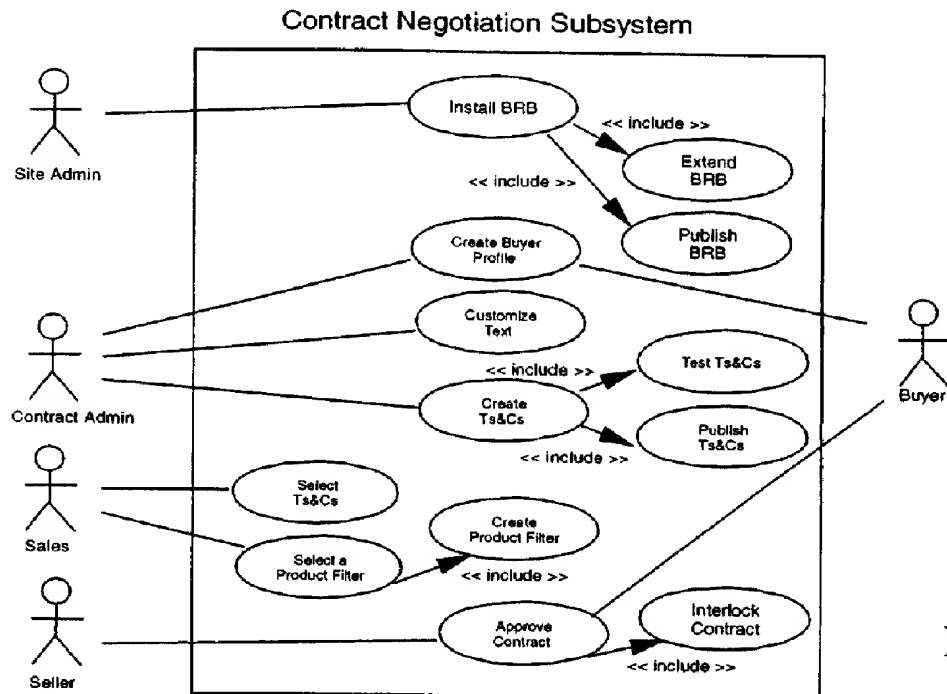 Contract Negotiation Subsystem
Install BRB
<< include >>
Site Admin
Extend
BRB
<< include >>
Publish
BRB
Create Buyer
Profile
Customize
Text
Contract Admin
<< include >>
Test Ts&Cs
Create
Ts&Cs
Publish
Ts&Cs
<< include >>
Buyer
Select
Ts&Cs
Sales
Create
Product Filter
Select a
Product Filter
<< include >>
Interlock
Contract
Approve
Contract
<< include >>
Seller